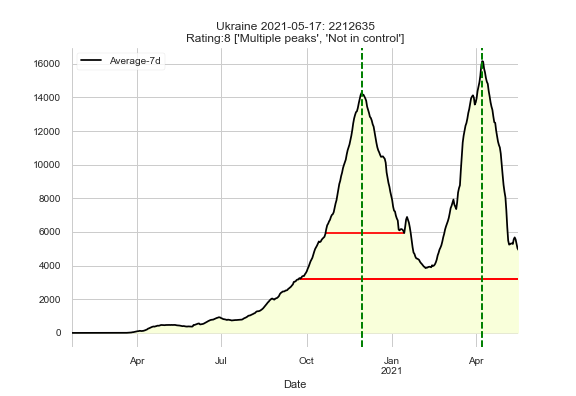 Ukraine 2021-05-17: 2212635
Rating:8 ['Multiple peaks', 'Not in control']
Average-7d
16000
14000
12000
10000
8000
6000
4000
2000
0
Apr Jul Oct Jan Apr
2021
Date